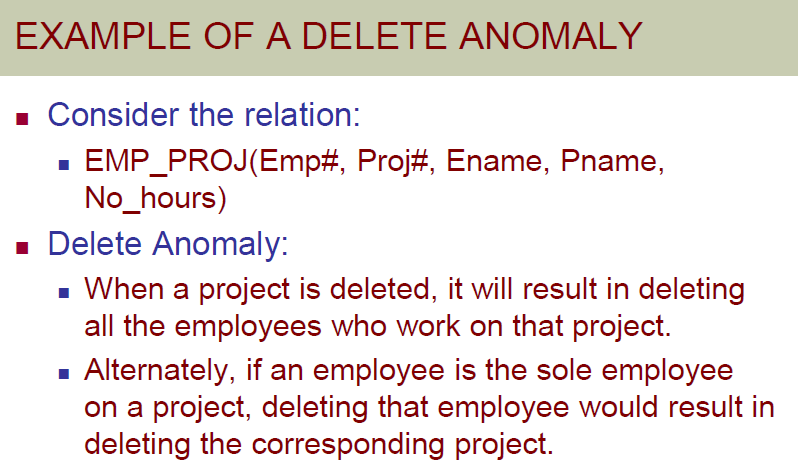 EXAMPLE OF A DELETE ANOMALY
Consider the relation:
EMP_PROJ(Emp#, Proj#, Ename, Pname,
No_hours)
Delete Anomaly:
When a project is deleted, it will result in deleting
all the employees who work on that project.
Alternately, if an employee is the sole employee
on a project, deleting that employee would result in
deleting the corresponding project.